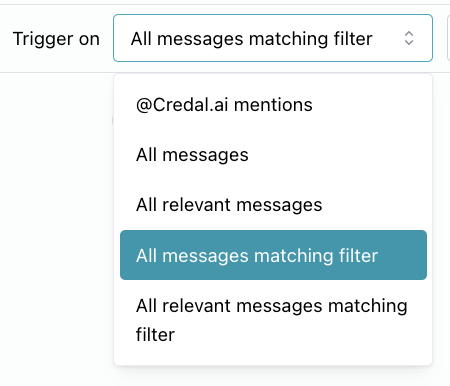 Trigger on
All messages matching filter
@Credal.ai mentions
All messages
All relevant messages
All messages matching filter
All relevant messages matching
filter